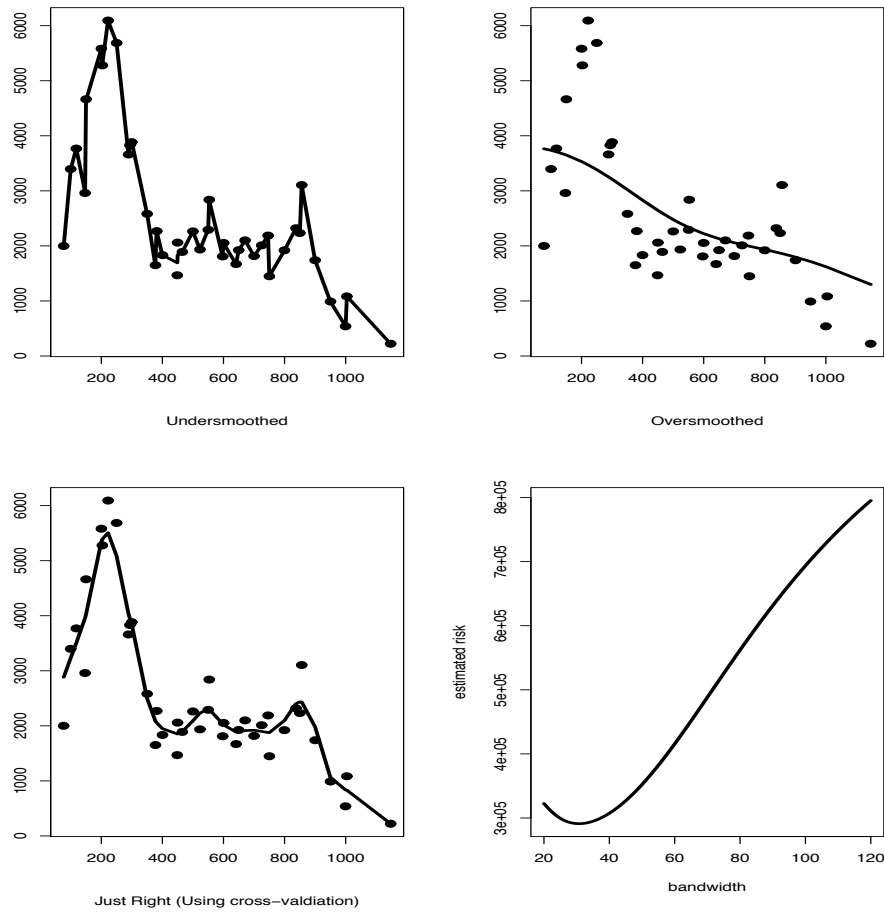 0 1000 2000 3000 4000 5000 6000
200 400 600 800 1000
Undersmoothed
0 1000 2000 3000 4000 5000 6000
200 400 600 800 1000
Oversmoothed
0 1000 2000 3000 4000 5000 6000
200 400 600 800 1000
Just Right (Using cross−valdiation)
estimated risk
3e+05 4e+05 5e+05 6e+05 7e+05 8e+05
20 40 60 80 100 120
bandwidth